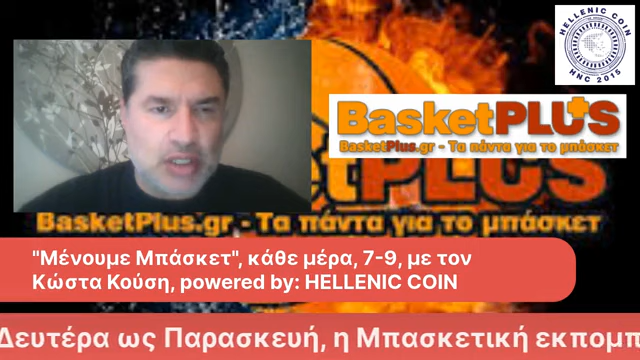 HELLENIC COIN
HNC 2015
BasketPLUS
BasketPlus.gr - Τα πάντα για το μπάσκετ
etPLUS
BasketPlus.gr - Τα πάντα για το μπάσκετ
"Μένουμε Μπάσκετ", κάθε μέρα, 7-9, με τον
Κώστα Κούση, powered by: HELLENIC COIN
Δευτέρα ως Παρασκευή, η Μπασκετική εκπομπ